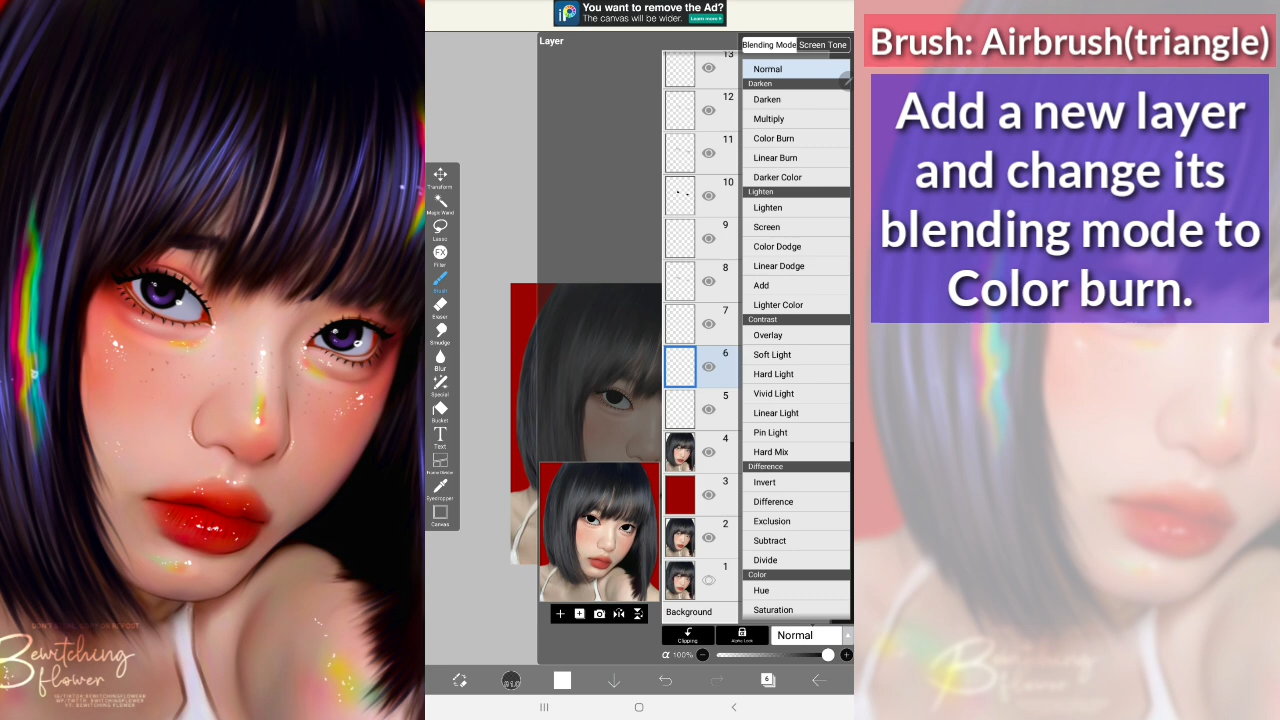 You want to remove the Ad?
The canvas will be wider.
Learn more
Layer
Blending Mode
Screen Tone
Normal
Darken
Darken
Multiply
Color Burn
Linear Burn
Darker Color
Lighten
Lighten
Screen
Color Dodge
Linear Dodge
Add
Lighter Color
Contrast
Overlay
Soft Light
Hard Light
Vivid Light
Linear Light
Pin Light
Hard Mix
Difference
Invert
Difference
Exclusion
Subtract
Divide
Color
Hue
Saturation
13
12
11
10
9
8
7
6
5
4
3
2
1
Background
Clipping
Alpha Lock
Normal
α 100%
6
Transform
Magic Wand
Lasso
FX
Filter
Brush
Eraser
Smudge
Blur
Special
Bucket
T
Text
Frame Divider
Eyedropper
Canvas
Brush: Airbrush(triangle)
Add a new layer
and change its
blending mode to
Color burn.
Bewitching
flower